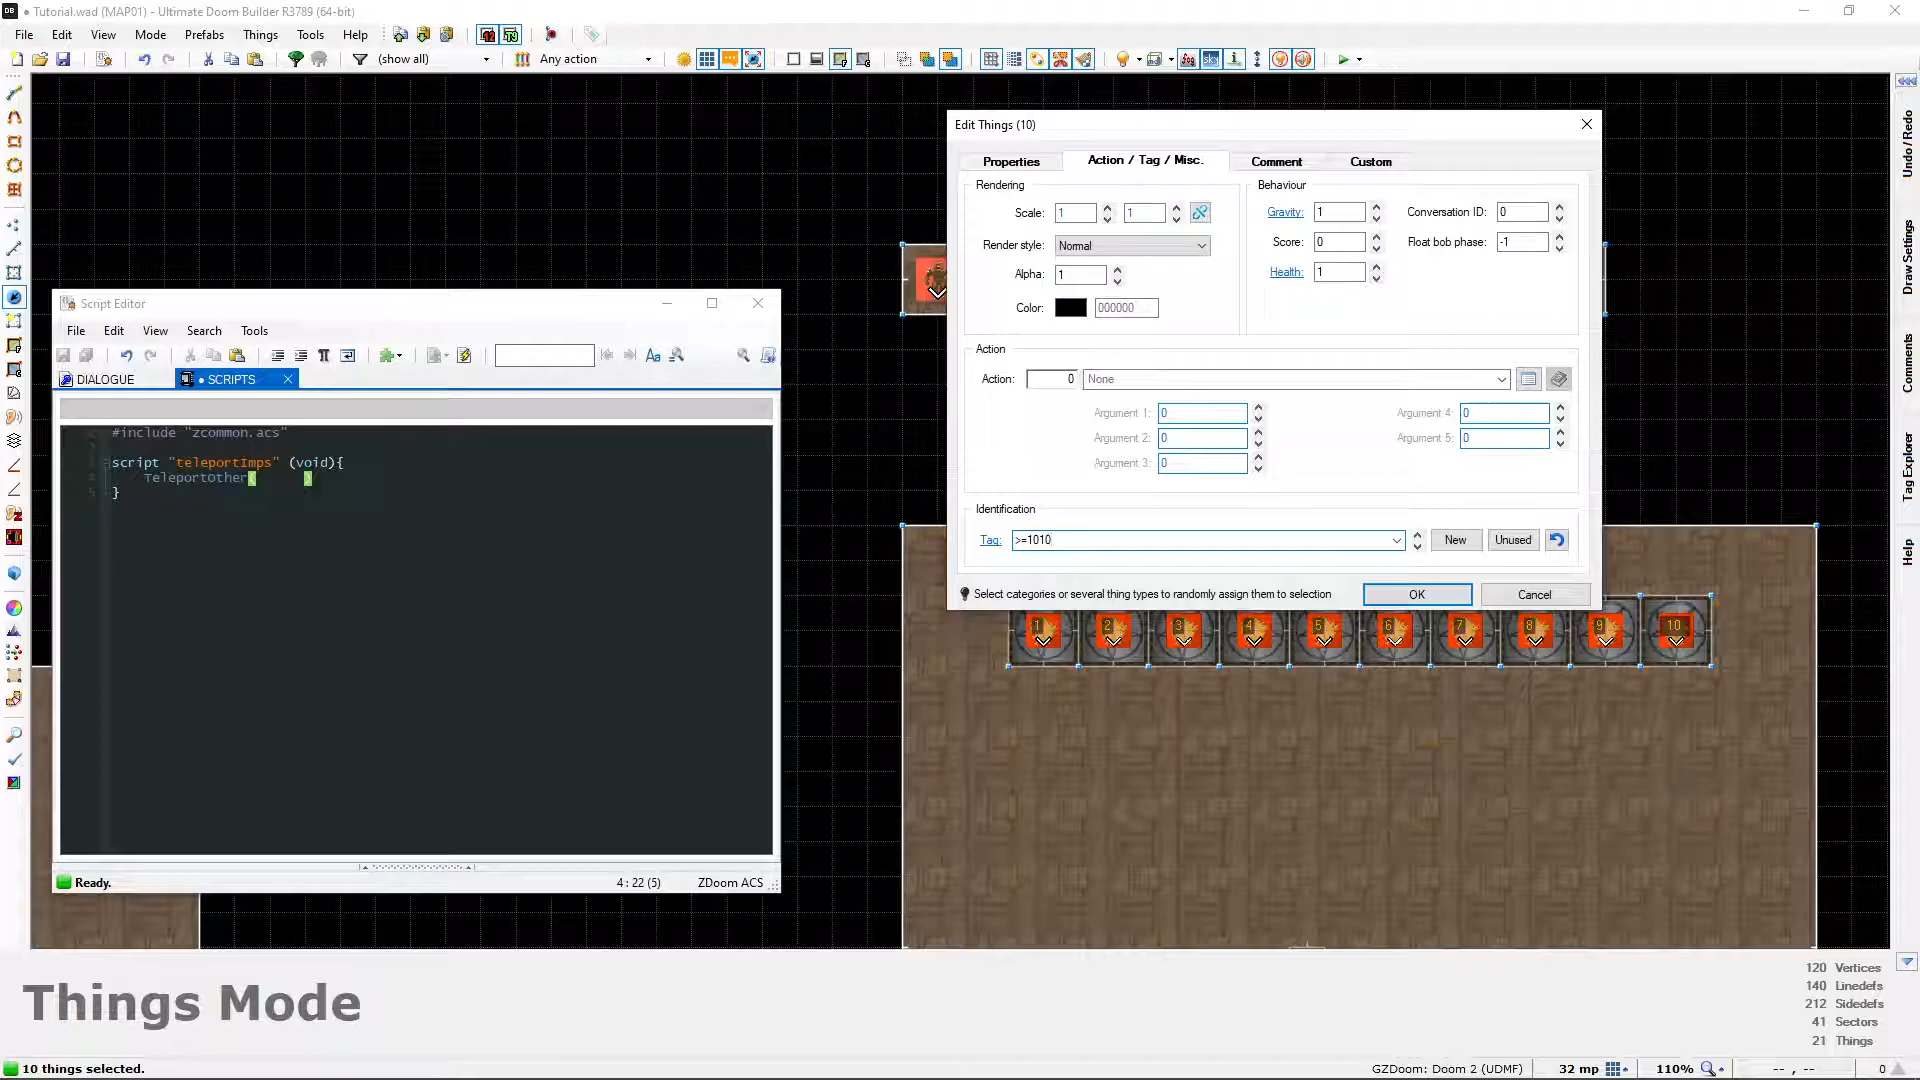 • Tutorial.wad (MAP01) - Ultimate Doom Builder R3789 (64-bit)
File Edit View Mode Prefabs Things Tools Help
(show all) Any action
Undo/Redo
Draw Settings
Comments
Tag Explorer
Help
Edit Things (10)
Properties Action / Tag / Misc. Comment Custom
Rendering
Scale: 1 1
Render style: Normal
Alpha: 1
Color: 000000
Behaviour
Gravity: 1 Conversation ID: 0
Score: 0 Float bob phase: -1
Health: 1
Action
Action: 0 None
Argument 1: 0 Argument 4: 0
Argument 2: 0 Argument 5: 0
Argument 3: 0
Identification
Tag: >=1010 New Unused
Select categories or several thing types to randomly assign them to selection OK Cancel
1 2 3 4 5 6 7 8 9 10
Script Editor
File Edit View Search Tools
DIALOGUE • SCRIPTS
#include "zcommon.acs"
script "teleportImps" (void){
TeleportOther( )
}
Ready. 4 : 22 (5) ZDoom ACS
Things Mode
120 Vertices
140 Linedefs
212 Sidedefs
41 Sectors
21 Things
10 things selected. GZDoom: Doom 2 (UDMF) 32 mp 110% -- , -- 0